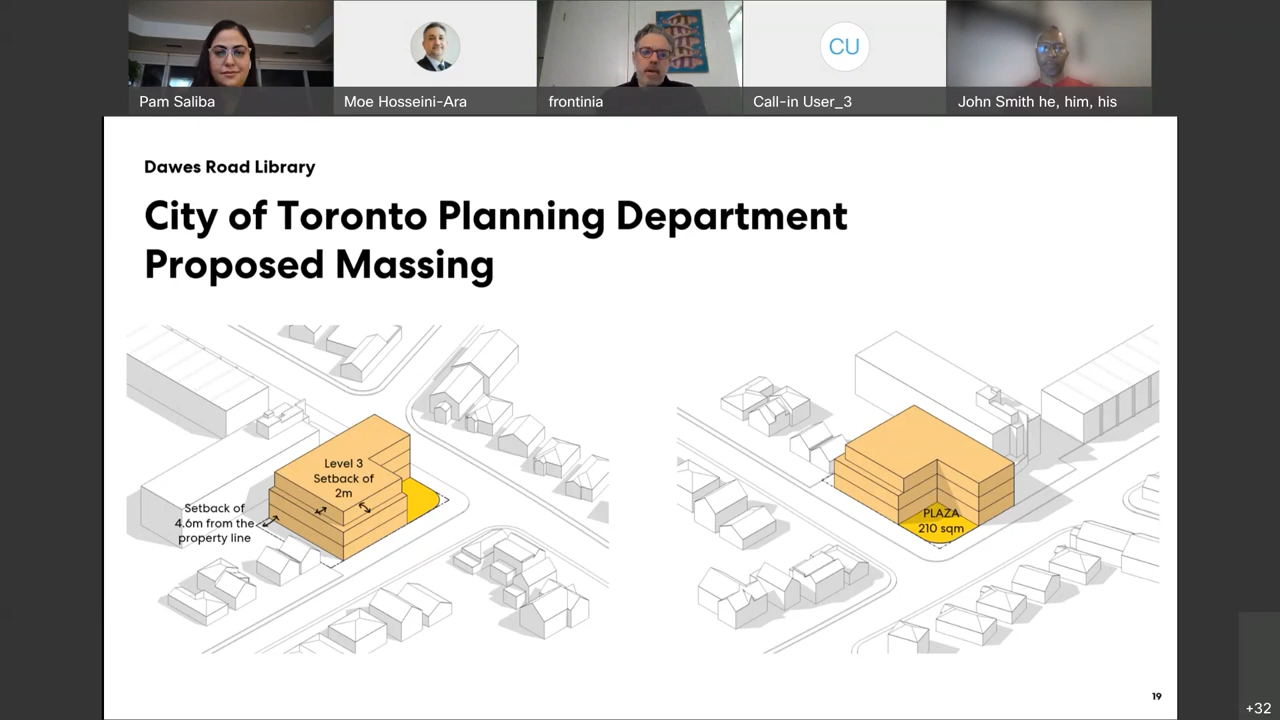 Pam Saliba
Moe Hosseini-Ara
frontinia
CU
Call-in User_3
John Smith he, him, his
Dawes Road Library
City of Toronto Planning Department
Proposed Massing
Level 3
Setback of
2m
Setback of
4.6m from the
property line
PLAZA
210 sqm
19
+32